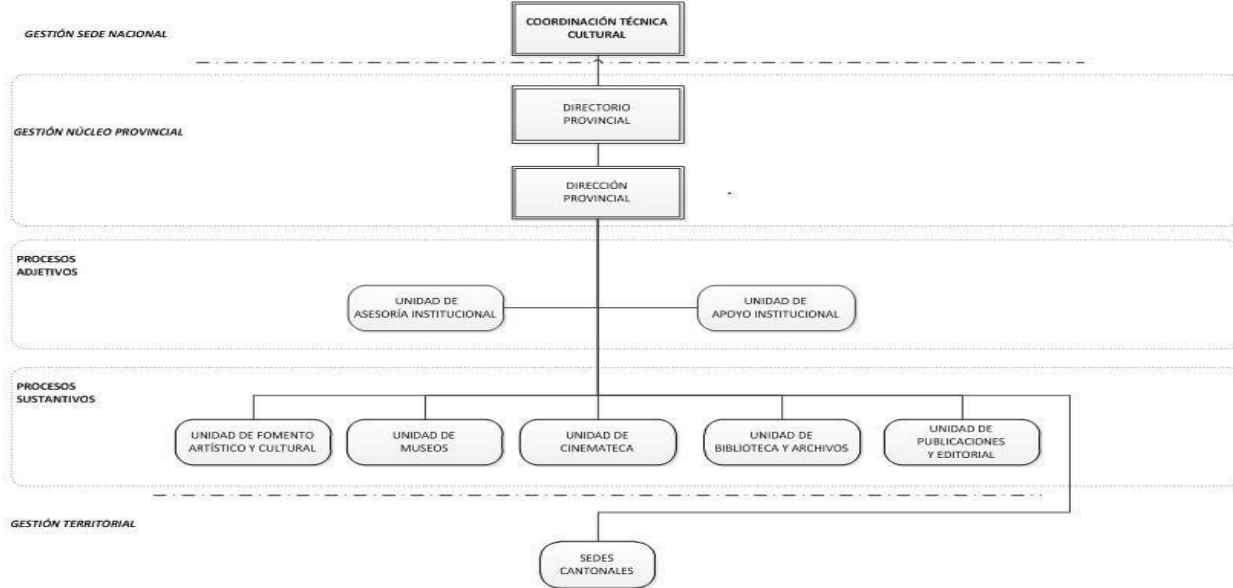 COORDINACIÓN TÉCNICA
CULTURAL
GESTIÓN SEDE NACIONAL
DIRECTORIO
PROVINCIAL
GESTIÓN NÚCLEO PROVINCIAL
DIRECCIÓN
PROVINCIAL
PROCESOS
ADJETIVOS
UNIDAD DE
ASESORÍA INSTITUCIONAL
UNIDAD DE
APOYO INSTITUCIONAL
PROCESOS
SUSTANTIVOS
UNIDAD DE FOMENTO
ARTÍSTICO Y CULTURAL
UNIDAD DE
MUSEOS
UNIDAD DE
CINEMATECA
UNIDAD DE
BIBLIOTECA Y ARCHIVOS
UNIDAD DE
PUBLICACIONES
Y EDITORIAL
GESTIÓN TERRITORIAL
SEDES
CANTONALES